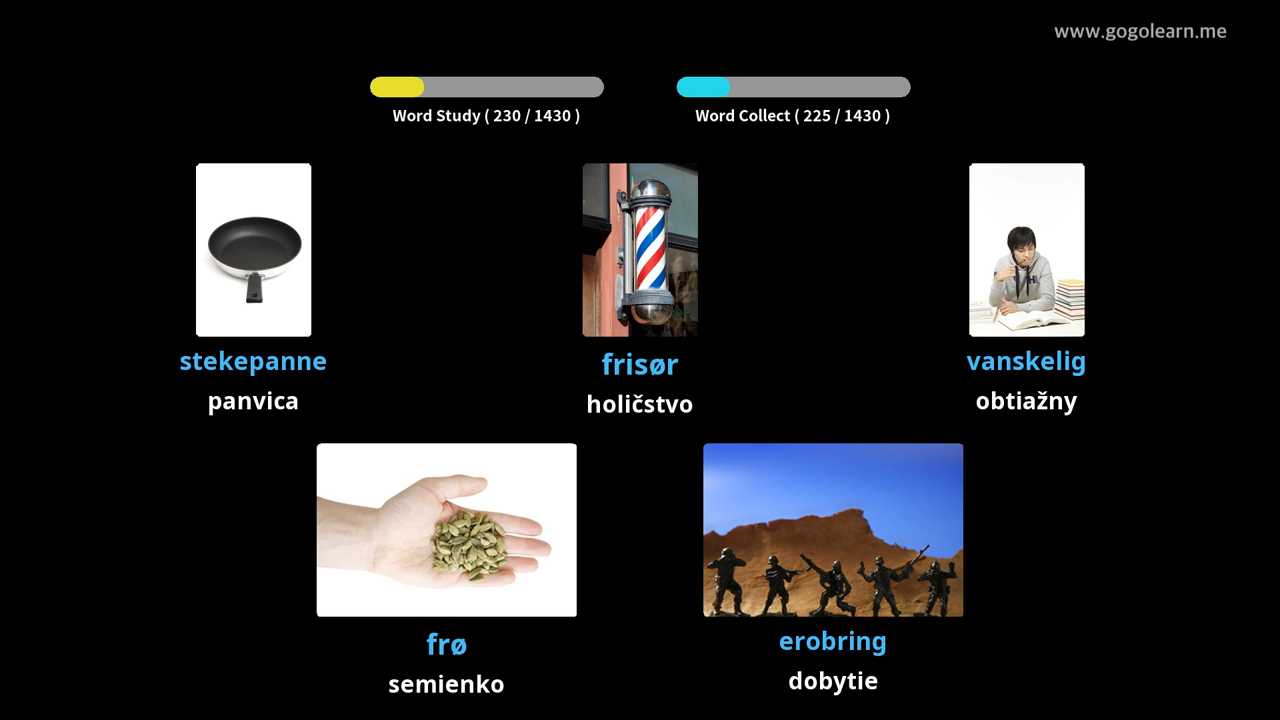 www.gogolearn.me
Word Study ( 230 / 1430 )
Word Collect ( 225 / 1430 )
stekepanne
panvica
frisør
holičstvo
vanskelig
obtiažny
frø
semienko
erobring
dobytie